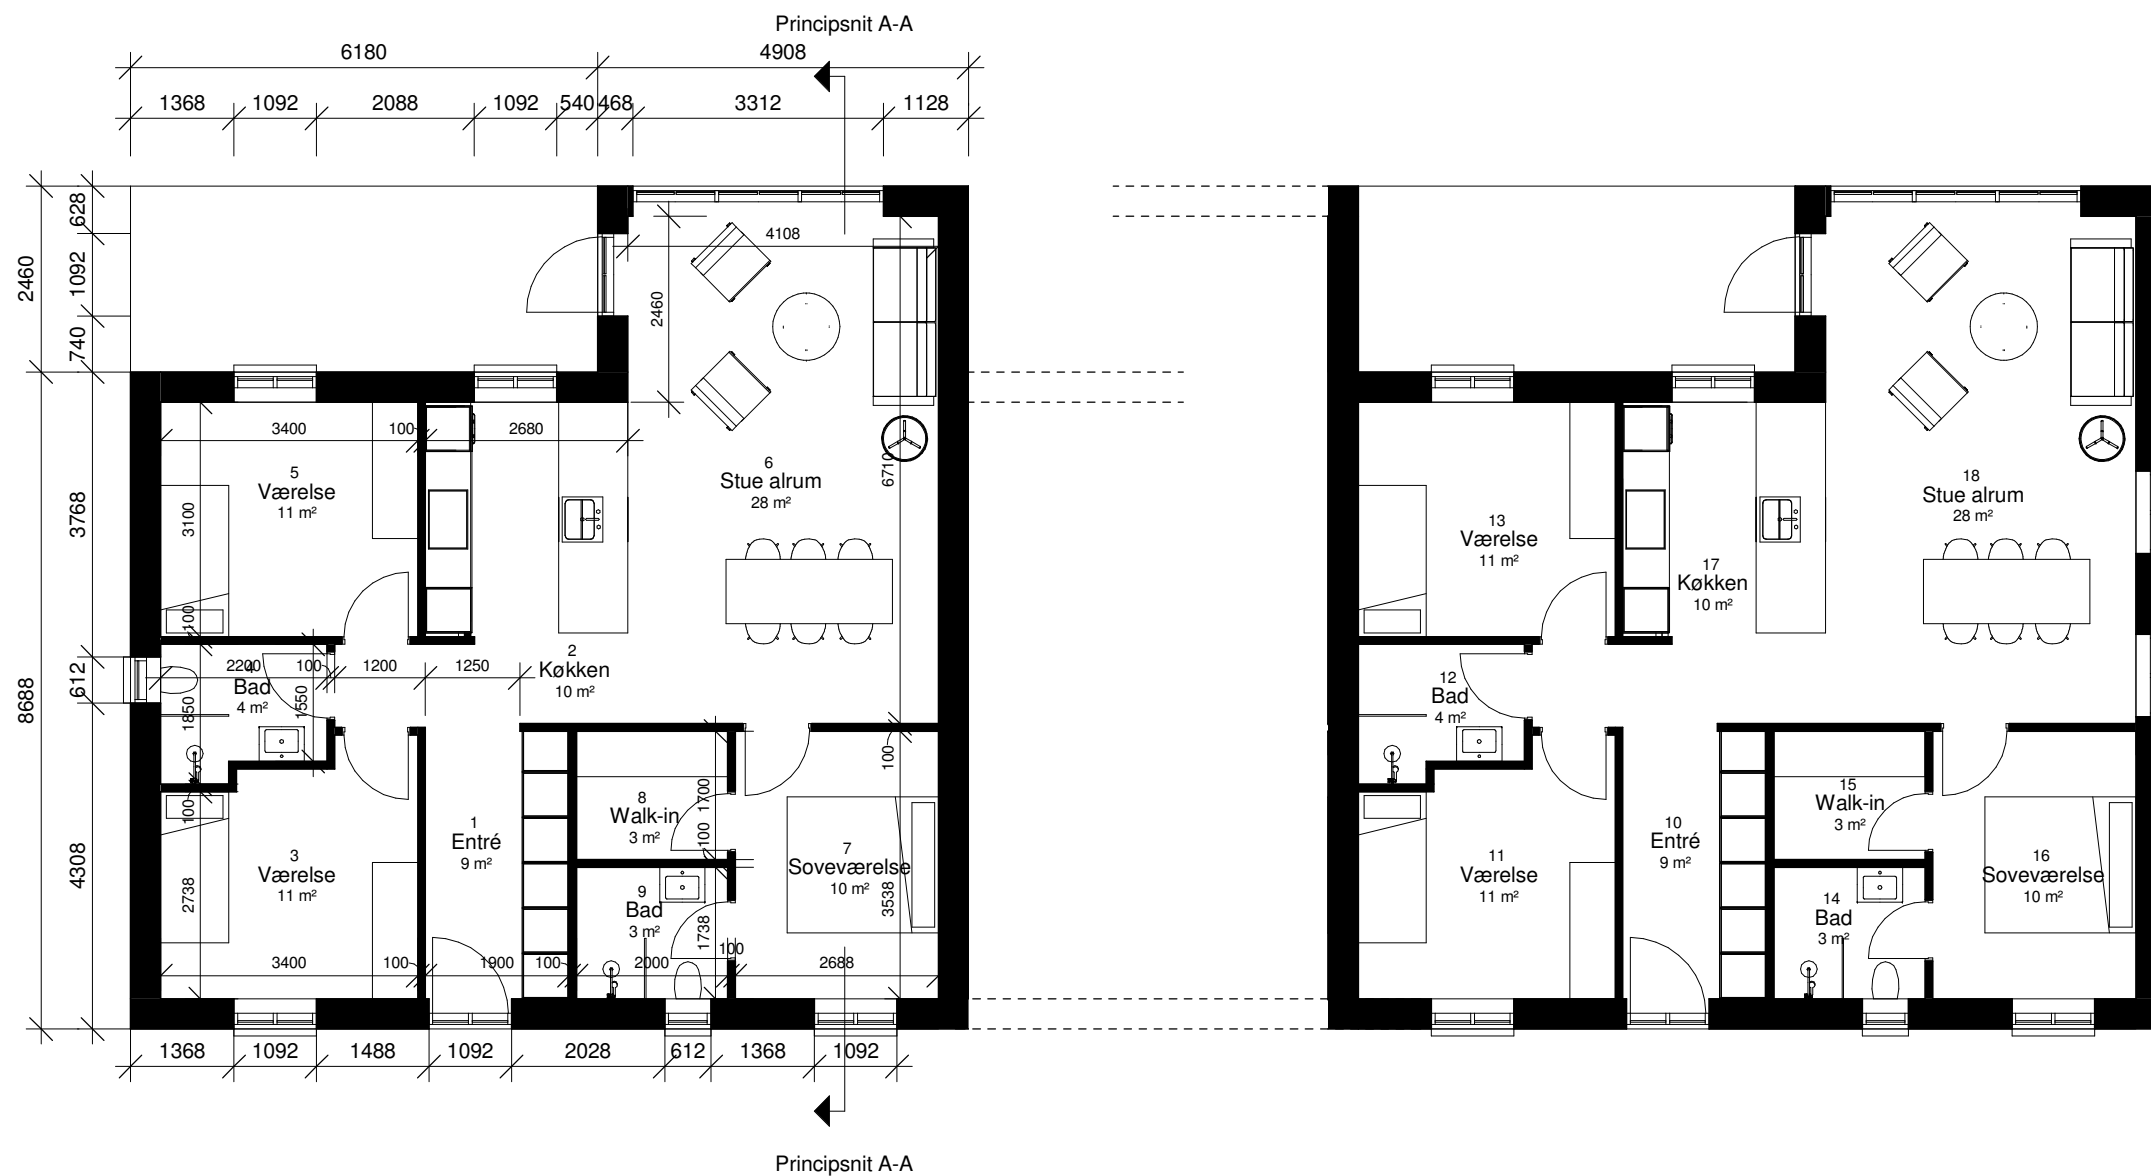 Principsnit A-A
6180
4908
1368
1092
2088
1092
540
468
3312
1128
2460
628
1092
740
4108
2460
8688
3768
612
4308
3400
100
2680
5
Værelse
11 m²
3100
100
6
Stue alrum
28 m²
6710
2200
100
1200
1250
4
Bad
4 m²
1850
1550
2
Køkken
10 m²
100
3
Værelse
11 m²
2738
1
Entré
9 m²
8
Walk-in
3 m²
1700
100
9
Bad
3 m²
1738
100
7
Soveværelse
10 m²
3538
100
3400
100
1900
100
2000
2688
1368
1092
1488
1092
2028
612
1368
1092
Principsnit A-A
18
Stue alrum
28 m²
13
Værelse
11 m²
17
Køkken
10 m²
12
Bad
4 m²
15
Walk-in
3 m²
10
Entré
9 m²
11
Værelse
11 m²
16
Soveværelse
10 m²
14
Bad
3 m²